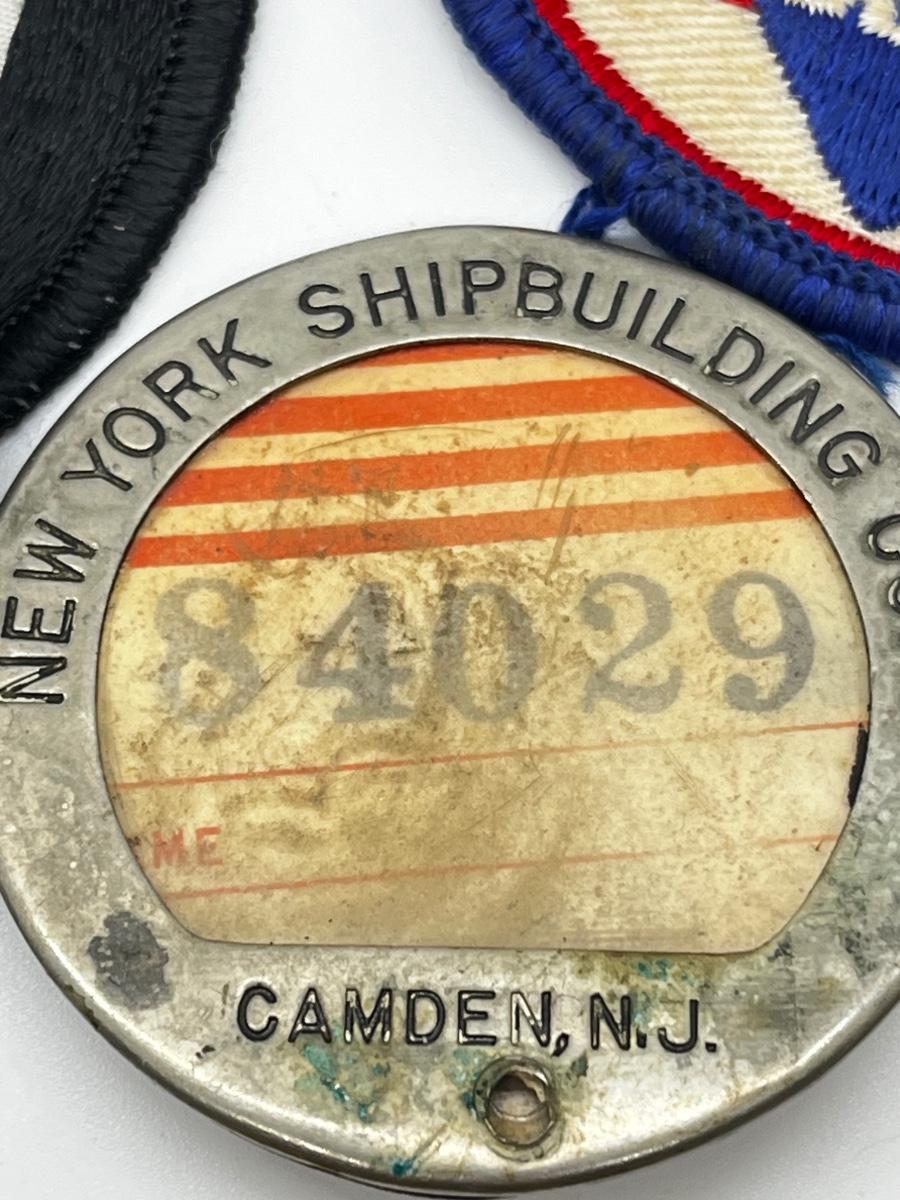 NEW YORK SHIPBUILDING CO
84029
ME
CAMDEN, N.J.